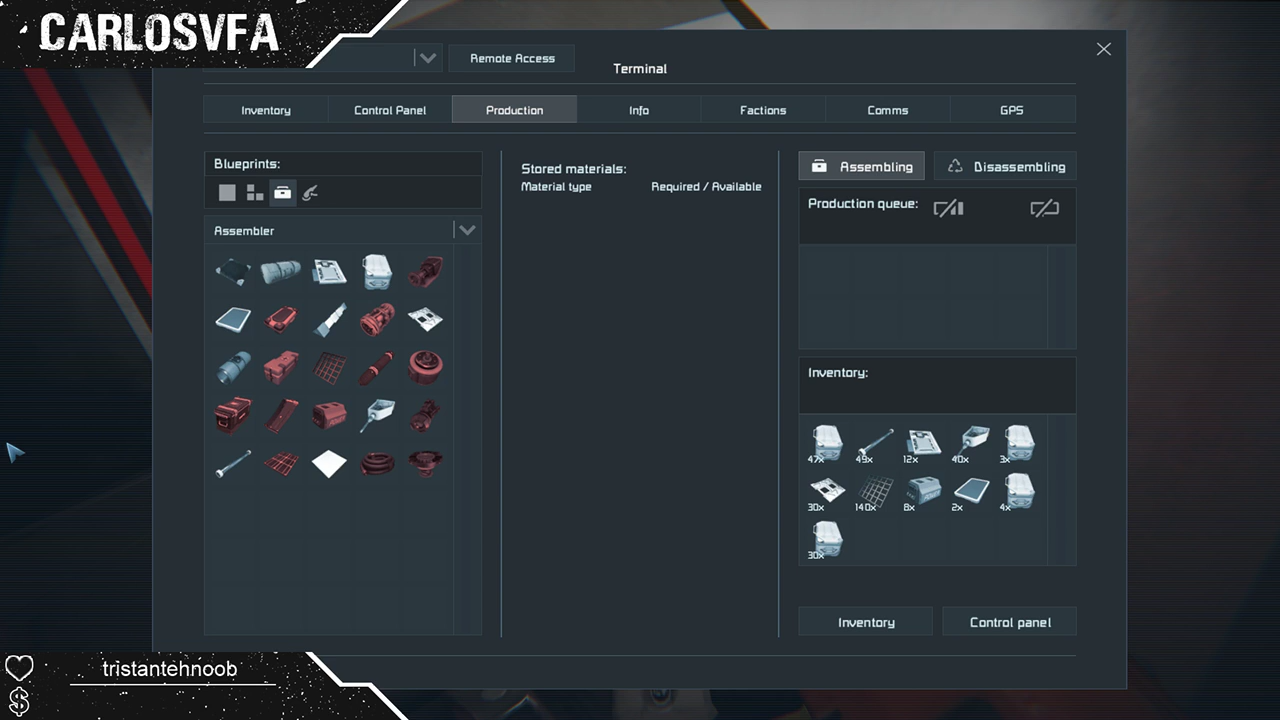 CARLOSVFA
Remote Access
Terminal
Inventory
Control Panel
Production
Info
Factions
Comms
GPS
Blueprints:
Assembler
Stored materials:
Material type Required / Available
Assembling
Disassembling
Production queue:
Inventory:
47x 49x 12x 40x 3x
30x 140x 8x 2x 4x
30x
Inventory
Control panel
tristantehnoob
$